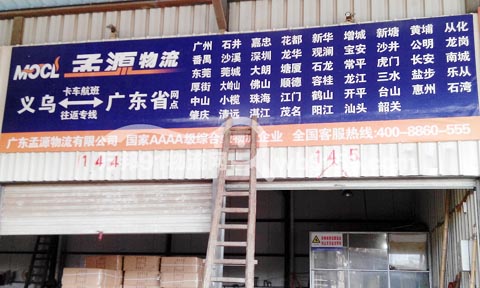 MOCL 孟源物流
卡车航班
义乌 广东省 网点
往返专线
广州 石井 嘉忠 花都 新华 增城 新塘 黄埔 从化
番禺 沙溪 深圳 龙华 观澜 宝安 沙井 公明 龙岗
东莞 莞城 大朗 塘厦 石龙 常平 虎门 长安 南城
厚街 大岭山 佛山 顺德 容桂 龙江 三水 盐步 乐从
中山 小榄 珠海 江门 鹤山 开平 台山 惠州 石湾
肇庆 清远 湛江 茂名 阳江 汕头 韶关
广东孟源物流有限公司 国家AAAA级综合 企业 全国客服热线:400-8860-555
144 145